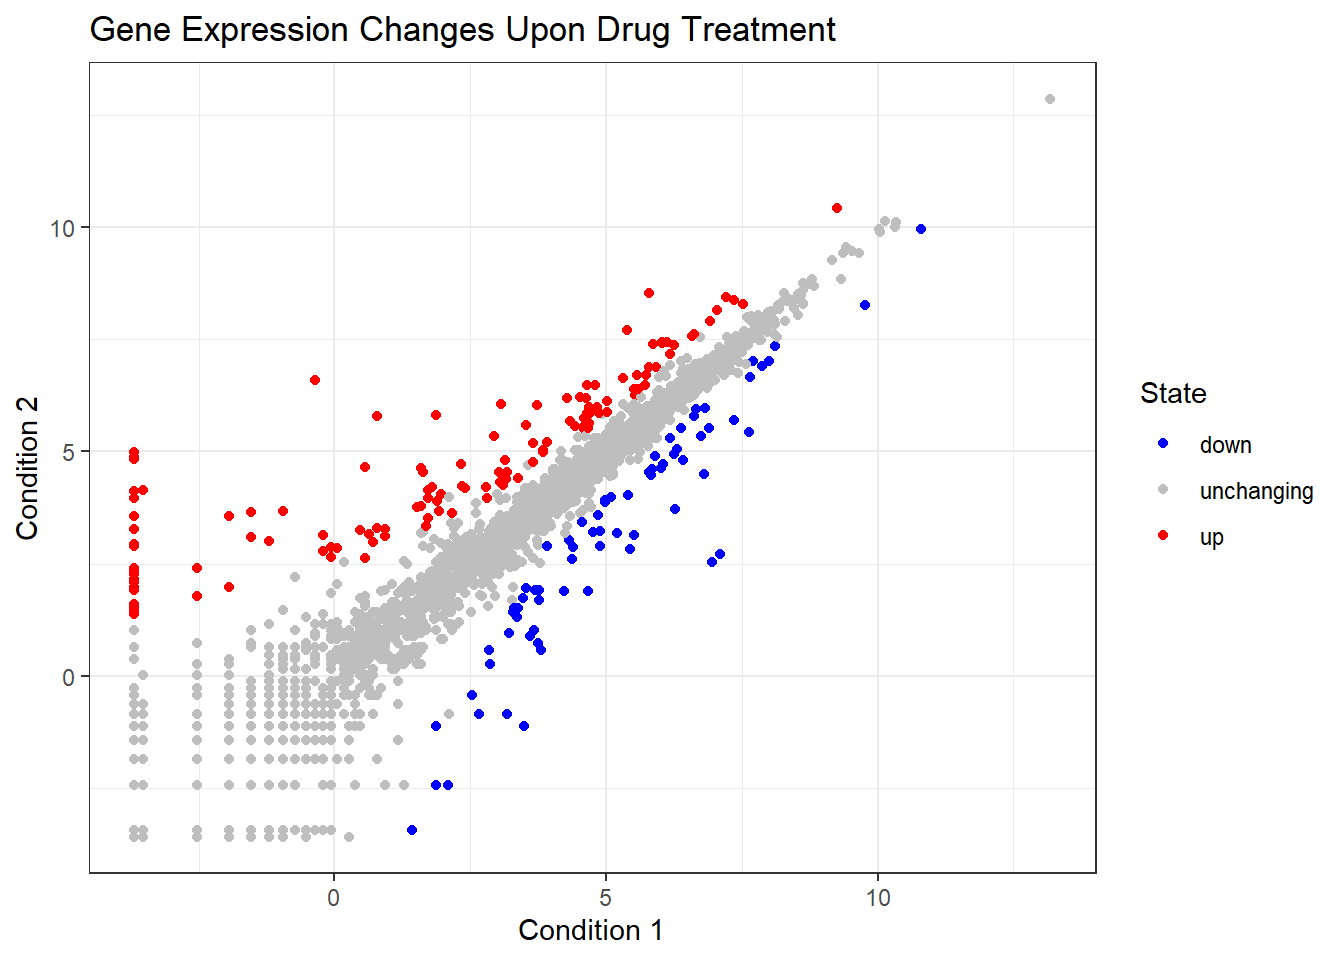 Gene Expression Changes Upon Drug Treatment
Condition 2
10
5
0
0
5
10
Condition 1
State
down
unchanging
up